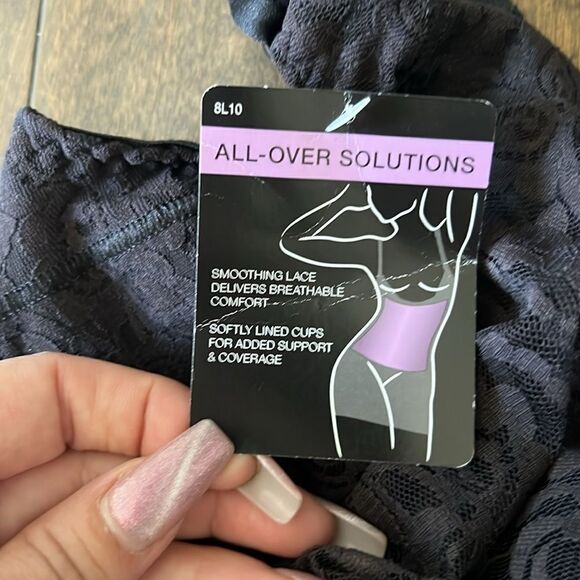 8L10
ALL-OVER SOLUTIONS
SMOOTHING LACE
DELIVERS BREATHABLE
COMFORT
SOFTLY LINED CUPS
FOR ADDED SUPPORT
& COVERAGE